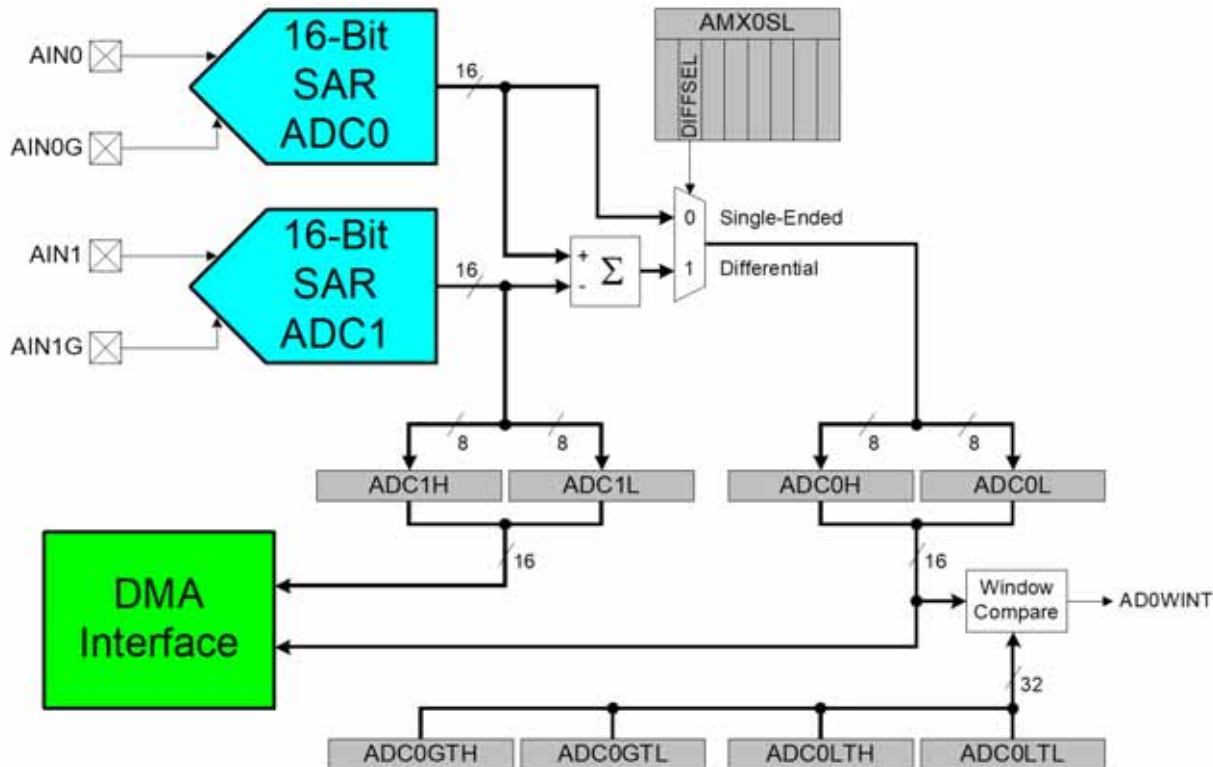 AMX0SL
DIFFSEL
AIN0
AIN0G
16-Bit
SAR
ADC0
16
AIN1
AIN1G
16-Bit
SAR
ADC1
16
+
-
Σ
0
1
Single-Ended
Differential
8
8
8
8
ADC1H
ADC1L
ADC0H
ADC0L
16
16
DMA
Interface
Window
Compare
AD0WINT
32
ADC0GTH
ADC0GTL
ADC0LTH
ADC0LTL